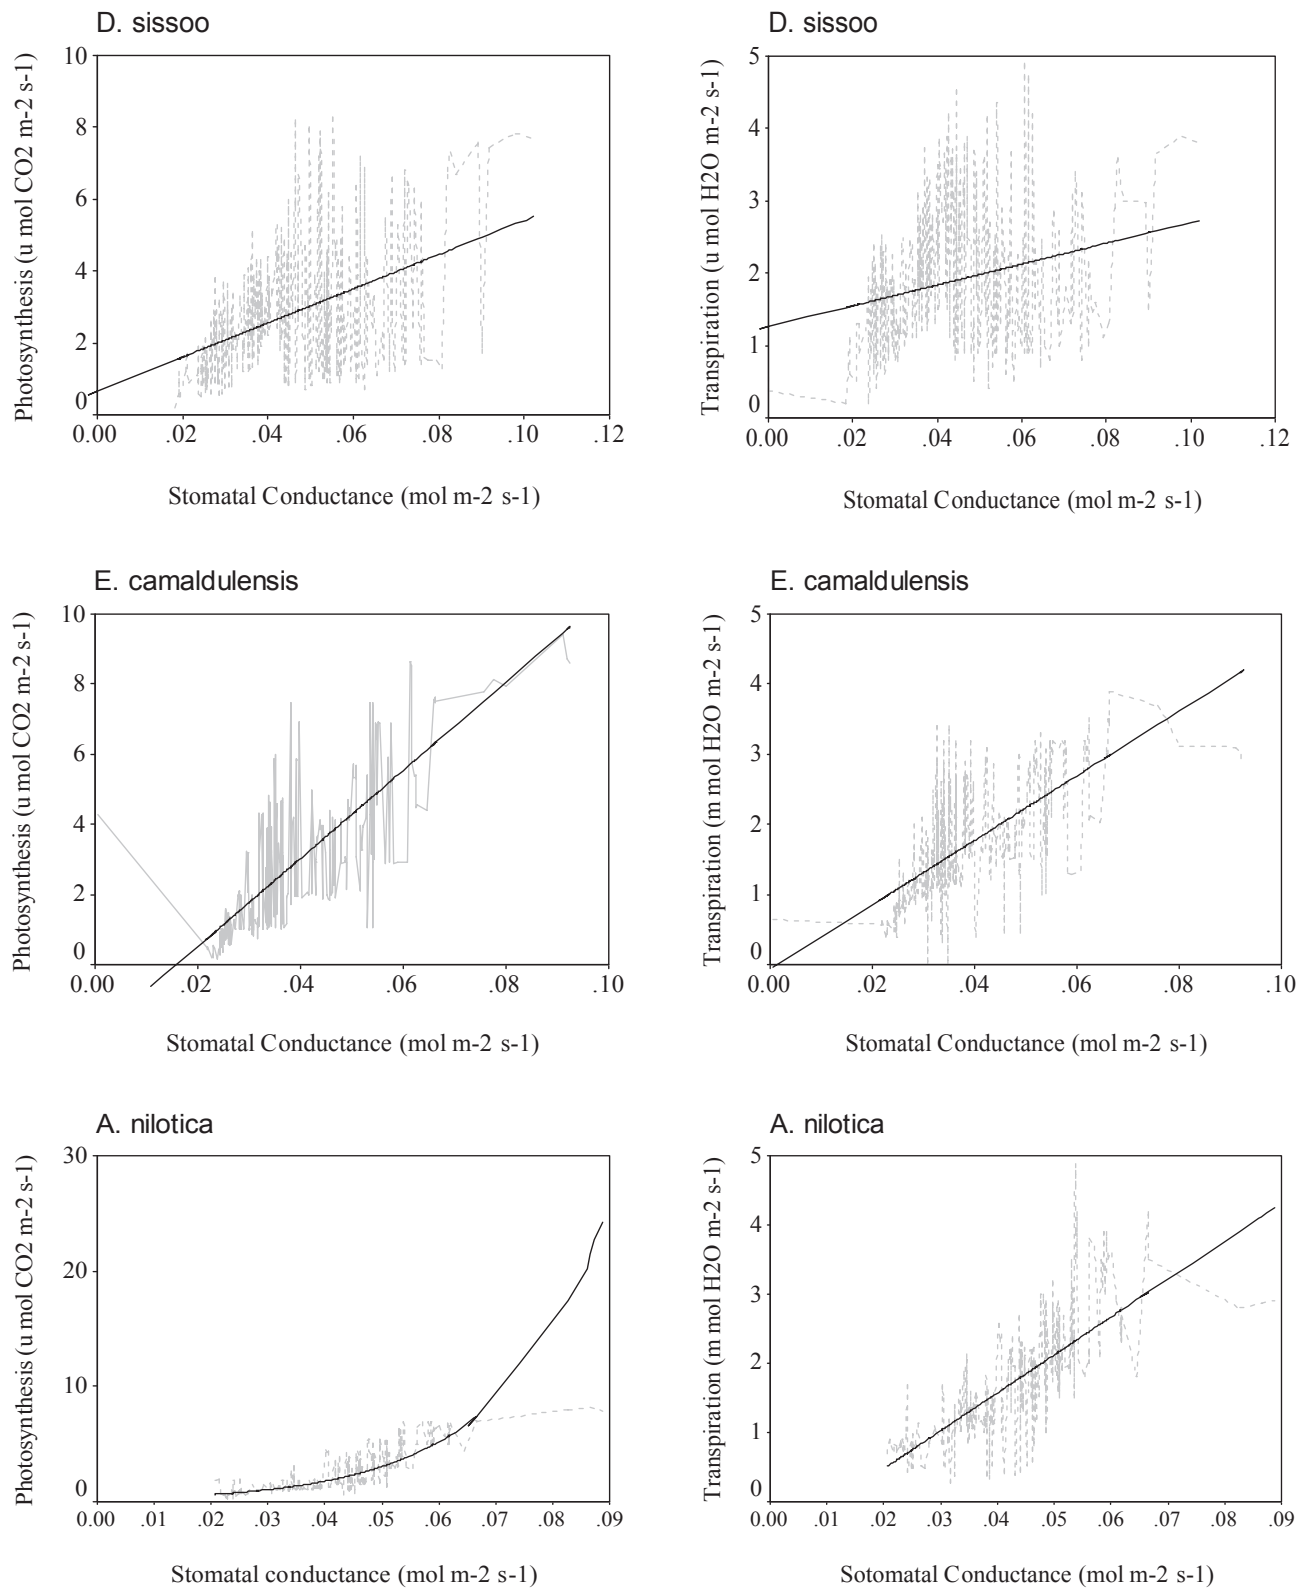 D. sissoo
Photosynthesis (u mol CO2 m-2 s-1)
10
8
6
4
2
0
0.00 .02 .04 .06 .08 .10 .12
Stomatal Conductance (mol m-2 s-1)
D. sissoo
Transpiration (u mol H2O m-2 s-1)
5
4
3
2
1
0
0.00 .02 .04 .06 .08 .10 .12
Stomatal Conductance (mol m-2 s-1)
E. camaldulensis
Photosynthesis (u mol CO2 m-2 s-1)
10
8
6
4
2
0
0.00 .02 .04 .06 .08 .10
Stomatal Conductance (mol m-2 s-1)
E. camaldulensis
Transpiration (m mol H2O m-2 s-1)
5
4
3
2
1
0
0.00 .02 .04 .06 .08 .10
Stomatal Conductance (mol m-2 s-1)
A. nilotica
Photosynthesis (u mol CO2 m-2 s-1)
30
20
10
0
0.00 .01 .02 .03 .04 .05 .06 .07 .08 .09
Stomatal conductance (mol m-2 s-1)
A. nilotica
Transpiration (m mol H2O m-2 s-1)
5
4
3
2
1
0
0.00 .01 .02 .03 .04 .05 .06 .07 .08 .09
Sotomatal Conductance (mol m-2 s-1)